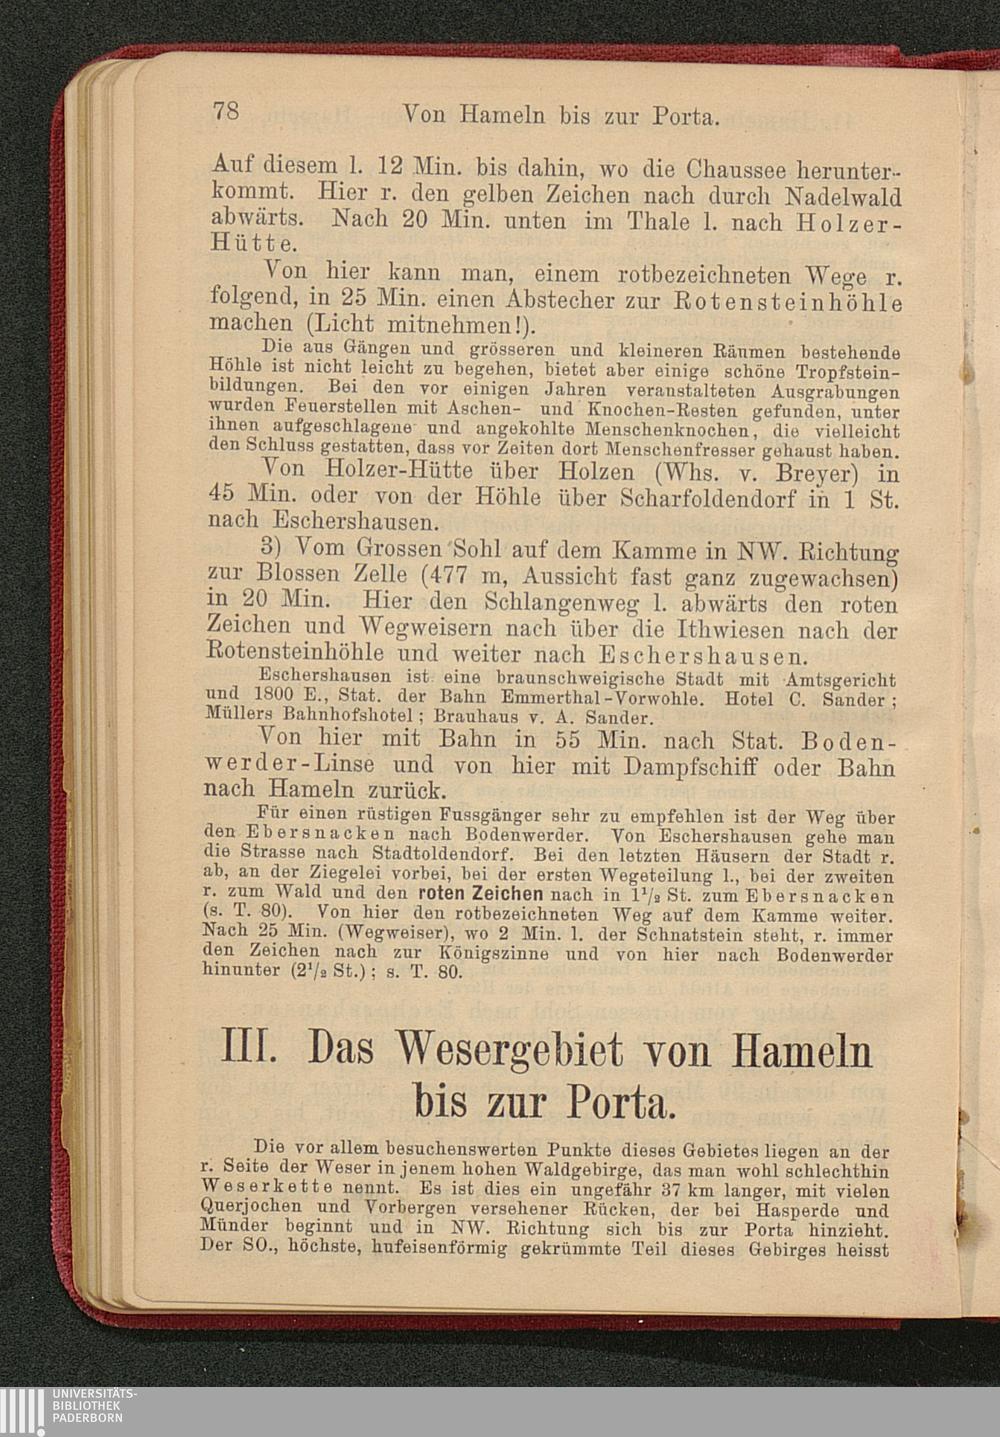 78 Von Hameln bis zur Porta.
Auf diesem l. 12 Min. bis dahin, wo die Chaussee herunter-
kommt. Hier r. den gelben Zeichen nach durch Nadelwald
abwärts. Nach 20 Min. unten im Thale l. nach Holzer-
Hütte.
Von hier kann man, einem rotbezeichneten Wege r.
folgend, in 25 Min. einen Abstecher zur Rotensteinhöhle
machen (Licht mitnehmen!).
Die aus Gängen und grösseren und kleineren Räumen bestehende
Höhle ist nicht leicht zu begehen, bietet aber einige schöne Tropfstein-
bildungen. Bei den vor einigen Jahren veranstalteten Ausgrabungen
wurden Feuerstellen mit Aschen- und Knochen-Resten gefunden, unter
ihnen aufgeschlagene und angekohlte Menschenknochen, die vielleicht
den Schluss gestatten, dass vor Zeiten dort Menschenfresser gehaust haben.
Von Holzer-Hütte über Holzen (Whs. v. Breyer) in
45 Min. oder von der Höhle über Scharfoldendorf in 1 St.
nach Eschershausen.
3) Vom Grossen Sohl auf dem Kamme in NW. Richtung
zur Blossen Zelle (477 m, Aussicht fast ganz zugewachsen)
in 20 Min. Hier den Schlangenweg l. abwärts den roten
Zeichen und Wegweisern nach über die Ithwiesen nach der
Rotensteinhöhle und weiter nach Eschershausen.
Eschershausen ist eine braunschweigische Stadt mit Amtsgericht
und 1800 E., Stat. der Bahn Emmerthal-Vorwohle. Hotel C. Sander;
Müllers Bahnhofshotel; Brauhaus v. A. Sander.
Von hier mit Bahn in 55 Min. nach Stat. Boden-
werder-Linse und von hier mit Dampfschiff oder Bahn
nach Hameln zurück.
Für einen rüstigen Fussgänger sehr zu empfehlen ist der Weg über
den Ebersnacken nach Bodenwerder. Von Eschershausen gehe man
die Strasse nach Stadtoldendorf. Bei den letzten Häusern der Stadt r.
ab, an der Ziegelei vorbei, bei der ersten Wegeteilung l., bei der zweiten
r. zum Wald und den roten Zeichen nach in 1½ St. zum Ebersnacken
(s. T. 80). Von hier den rotbezeichneten Weg auf dem Kamme weiter.
Nach 25 Min. (Wegweiser), wo 2 Min. l. der Schnatstein steht, r. immer
den Zeichen nach zur Königszinne und von hier nach Bodenwerder
hinunter (2½ St.); s. T. 80.
III. Das Wesergebiet von Hameln
bis zur Porta.
Die vor allem besuchenswerten Punkte dieses Gebietes liegen an der
r. Seite der Weser in jenem hohen Waldgebirge, das man wohl schlechthin
Weserkette nennt. Es ist dies ein ungefähr 37 km langer, mit vielen
Querjochen und Vorbergen versehener Rücken, der bei Hasperde und
Münder beginnt und in NW. Richtung sich bis zur Porta hinzieht.
Der SO., höchste, hufeisenförmig gekrümmte Teil dieses Gebirges heisst
UNIVERSITÄTS-
BIBLIOTHEK
PADERBORN